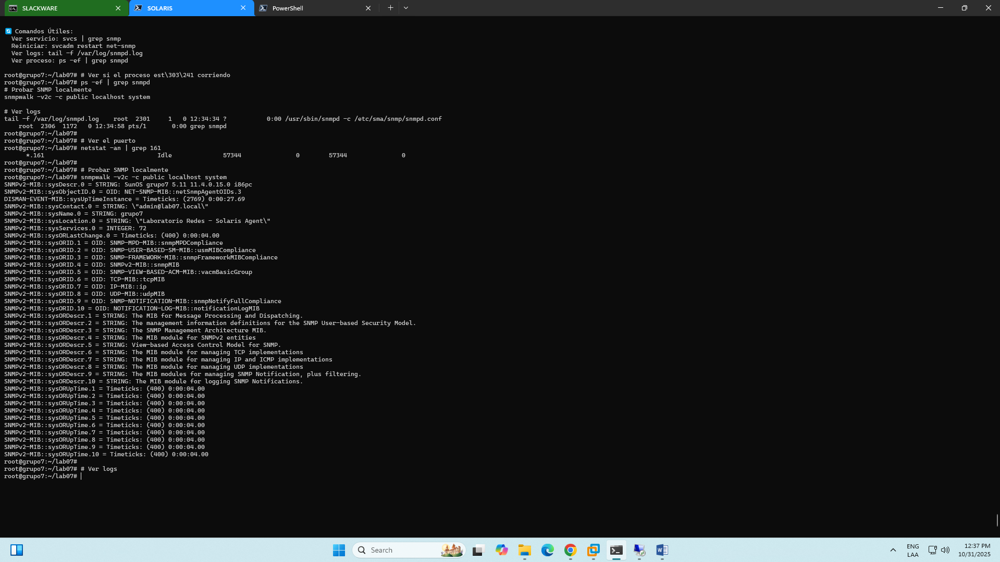 SLACKWARE
SOLARIS
PowerShell
Comandos Útiles:
Ver servicio: svcs | grep snmp
Reiniciar: svcadm restart net-snmp
Ver logs: tail -f /var/log/snmpd.log
Ver proceso: ps -ef | grep snmpd
root@grupo7:~/lab07# # Ver si el proceso est\303\241 corriendo
root@grupo7:~/lab07# ps -ef | grep snmpd
# Probar SNMP localmente
snmpwalk -v2c -c public localhost system
# Ver logs
tail -f /var/log/snmpd.log    root  2301     1   0 12:34:34 ?           0:00 /usr/sbin/snmpd -c /etc/sma/snmp/snmpd.conf
    root  2306  1172   0 12:34:58 pts/1       0:00 grep snmpd
root@grupo7:~/lab07#
root@grupo7:~/lab07# # Ver el puerto
root@grupo7:~/lab07# netstat -an | grep 161
      *.161                               Idle              57344               0        57344               0
root@grupo7:~/lab07#
root@grupo7:~/lab07# # Probar SNMP localmente
root@grupo7:~/lab07# snmpwalk -v2c -c public localhost system
SNMPv2-MIB::sysDescr.0 = STRING: SunOS grupo7 5.11 11.4.0.15.0 i86pc
SNMPv2-MIB::sysObjectID.0 = OID: NET-SNMP-MIB::netSnmpAgentOIDs.3
DISMAN-EVENT-MIB::sysUpTimeInstance = Timeticks: (2769) 0:00:27.69
SNMPv2-MIB::sysContact.0 = STRING: \"admin@lab07.local\"
SNMPv2-MIB::sysName.0 = STRING: grupo7
SNMPv2-MIB::sysLocation.0 = STRING: \"Laboratorio Redes - Solaris Agent\"
SNMPv2-MIB::sysServices.0 = INTEGER: 72
SNMPv2-MIB::sysORLastChange.0 = Timeticks: (400) 0:00:04.00
SNMPv2-MIB::sysORID.1 = OID: SNMP-MPD-MIB::snmpMPDCompliance
SNMPv2-MIB::sysORID.2 = OID: SNMP-USER-BASED-SM-MIB::usmMIBCompliance
SNMPv2-MIB::sysORID.3 = OID: SNMP-FRAMEWORK-MIB::snmpFrameworkMIBCompliance
SNMPv2-MIB::sysORID.4 = OID: SNMPv2-MIB::snmpMIB
SNMPv2-MIB::sysORID.5 = OID: SNMP-VIEW-BASED-ACM-MIB::vacmBasicGroup
SNMPv2-MIB::sysORID.6 = OID: TCP-MIB::tcpMIB
SNMPv2-MIB::sysORID.7 = OID: IP-MIB::ip
SNMPv2-MIB::sysORID.8 = OID: UDP-MIB::udpMIB
SNMPv2-MIB::sysORID.9 = OID: SNMP-NOTIFICATION-MIB::snmpNotifyFullCompliance
SNMPv2-MIB::sysORID.10 = OID: NOTIFICATION-LOG-MIB::notificationLogMIB
SNMPv2-MIB::sysORDescr.1 = STRING: The MIB for Message Processing and Dispatching.
SNMPv2-MIB::sysORDescr.2 = STRING: The management information definitions for the SNMP User-based Security Model.
SNMPv2-MIB::sysORDescr.3 = STRING: The SNMP Management Architecture MIB.
SNMPv2-MIB::sysORDescr.4 = STRING: The MIB module for SNMPv2 entities
SNMPv2-MIB::sysORDescr.5 = STRING: View-based Access Control Model for SNMP.
SNMPv2-MIB::sysORDescr.6 = STRING: The MIB module for managing TCP implementations
SNMPv2-MIB::sysORDescr.7 = STRING: The MIB module for managing IP and ICMP implementations
SNMPv2-MIB::sysORDescr.8 = STRING: The MIB module for managing UDP implementations
SNMPv2-MIB::sysORDescr.9 = STRING: The MIB modules for managing SNMP Notification, plus filtering.
SNMPv2-MIB::sysORDescr.10 = STRING: The MIB module for logging SNMP Notifications.
SNMPv2-MIB::sysORUpTime.1 = Timeticks: (400) 0:00:04.00
SNMPv2-MIB::sysORUpTime.2 = Timeticks: (400) 0:00:04.00
SNMPv2-MIB::sysORUpTime.3 = Timeticks: (400) 0:00:04.00
SNMPv2-MIB::sysORUpTime.4 = Timeticks: (400) 0:00:04.00
SNMPv2-MIB::sysORUpTime.5 = Timeticks: (400) 0:00:04.00
SNMPv2-MIB::sysORUpTime.6 = Timeticks: (400) 0:00:04.00
SNMPv2-MIB::sysORUpTime.7 = Timeticks: (400) 0:00:04.00
SNMPv2-MIB::sysORUpTime.8 = Timeticks: (400) 0:00:04.00
SNMPv2-MIB::sysORUpTime.9 = Timeticks: (400) 0:00:04.00
SNMPv2-MIB::sysORUpTime.10 = Timeticks: (400) 0:00:04.00
root@grupo7:~/lab07#
root@grupo7:~/lab07# # Ver logs
root@grupo7:~/lab07#
Search
ENG
LAA
12:37 PM
10/31/2025